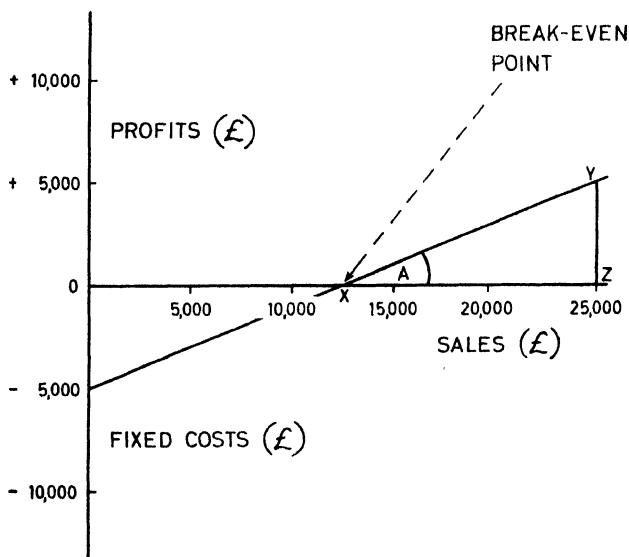 BREAK-EVEN
POINT
+ 10,000
PROFITS (£)
+ 5,000
Y
0
A
X
Z
5,000 10,000 15,000 20,000 25,000
SALES (£)
- 5,000
FIXED COSTS (£)
- 10,000